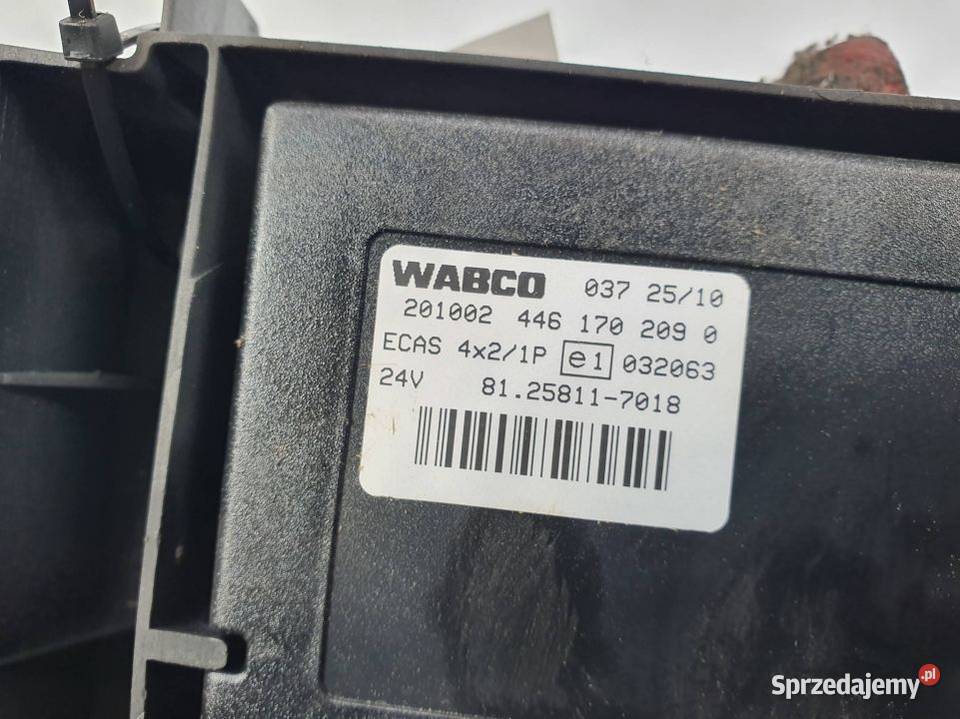 WABCO 037 25/10
201002 446 170 209 0
ECAS 4x2/1P e1 032063
24V 81.25811-7018
Sprzedajemy.pl